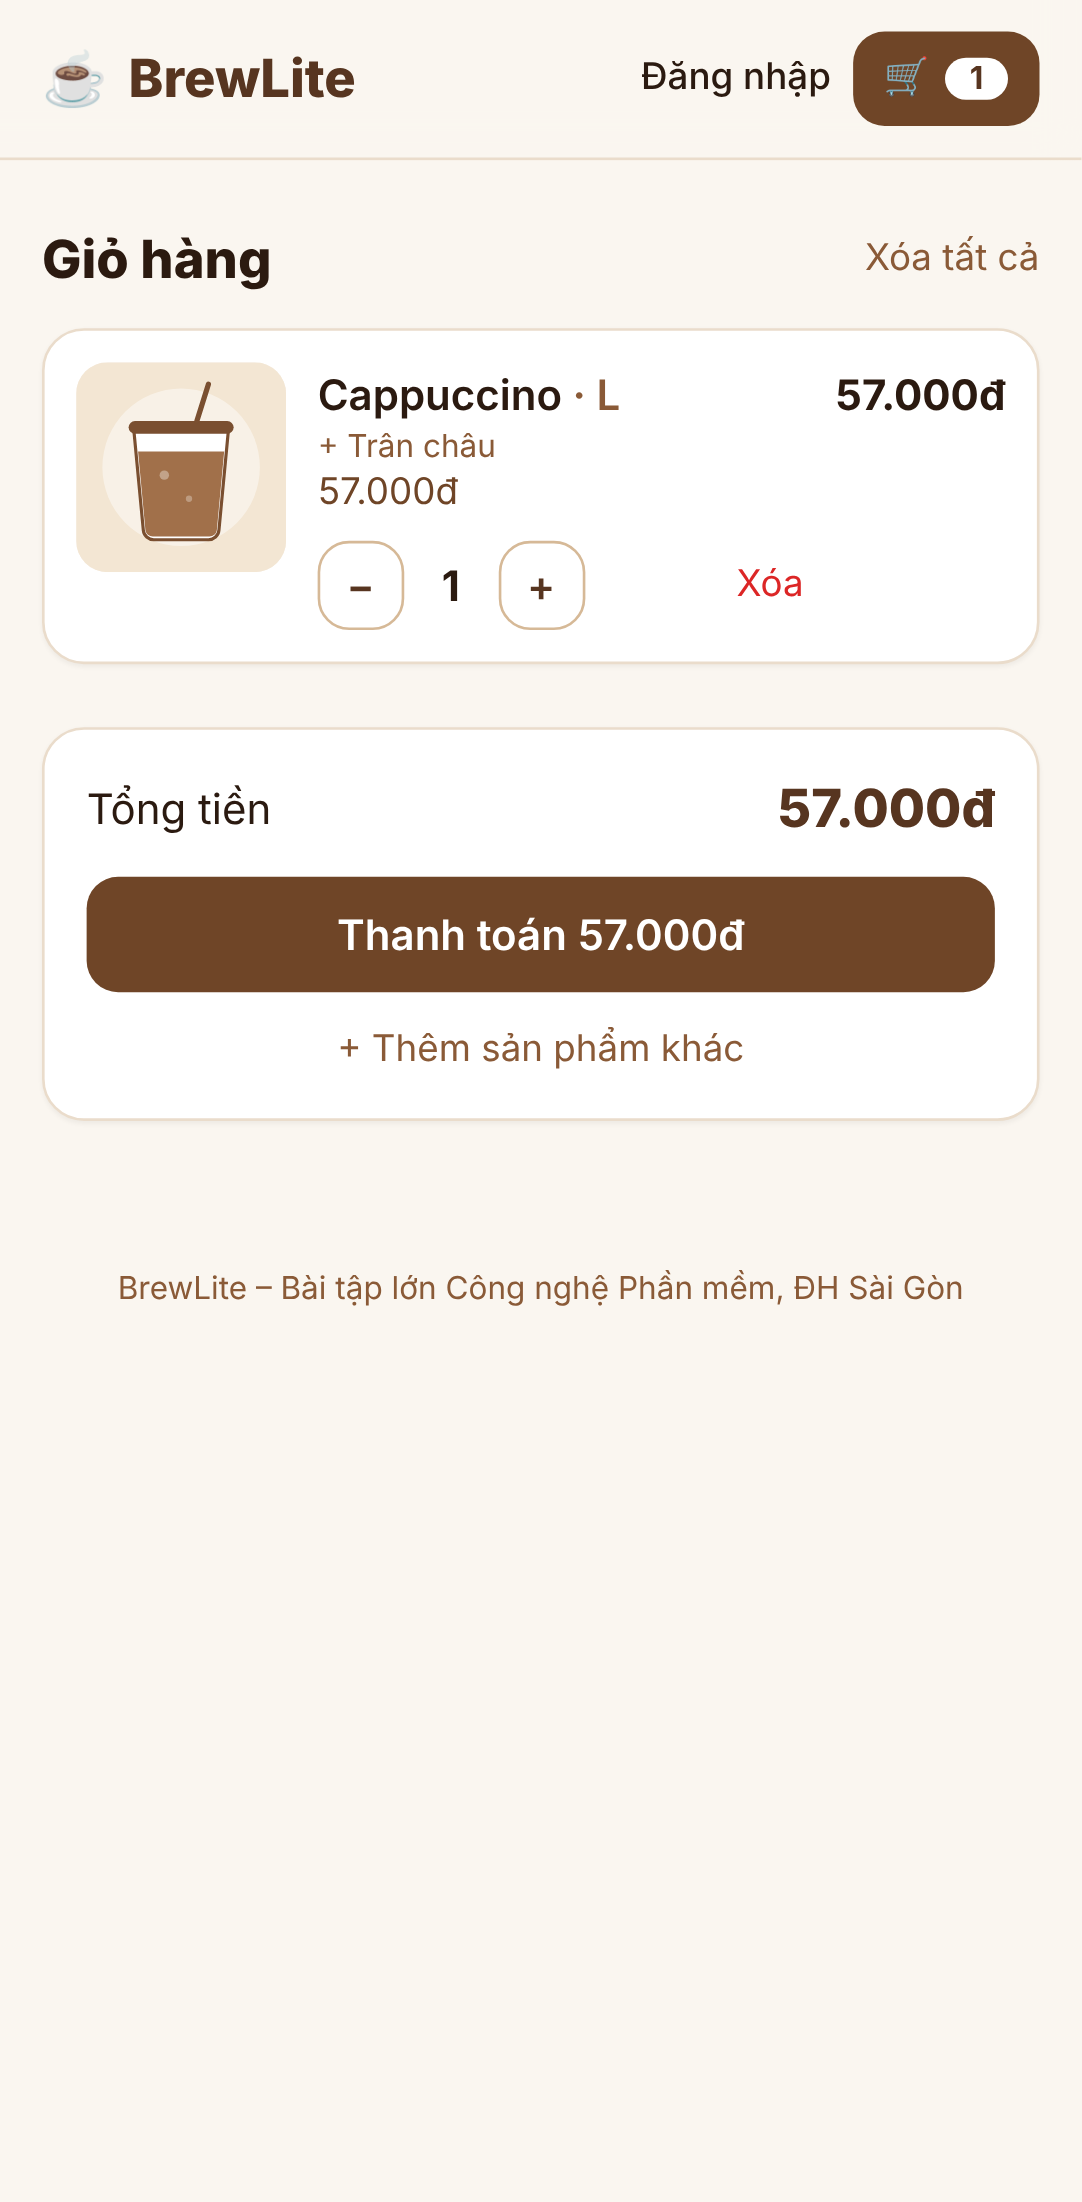 BrewLite
Đăng nhập
1
Giỏ hàng
Xóa tất cả
Cappuccino · L
57.000đ
+ Trân châu
57.000đ
− 1 +
Xóa
Tổng tiền
57.000đ
Thanh toán 57.000đ
+ Thêm sản phẩm khác
BrewLite – Bài tập lớn Công nghệ Phần mềm, ĐH Sài Gòn